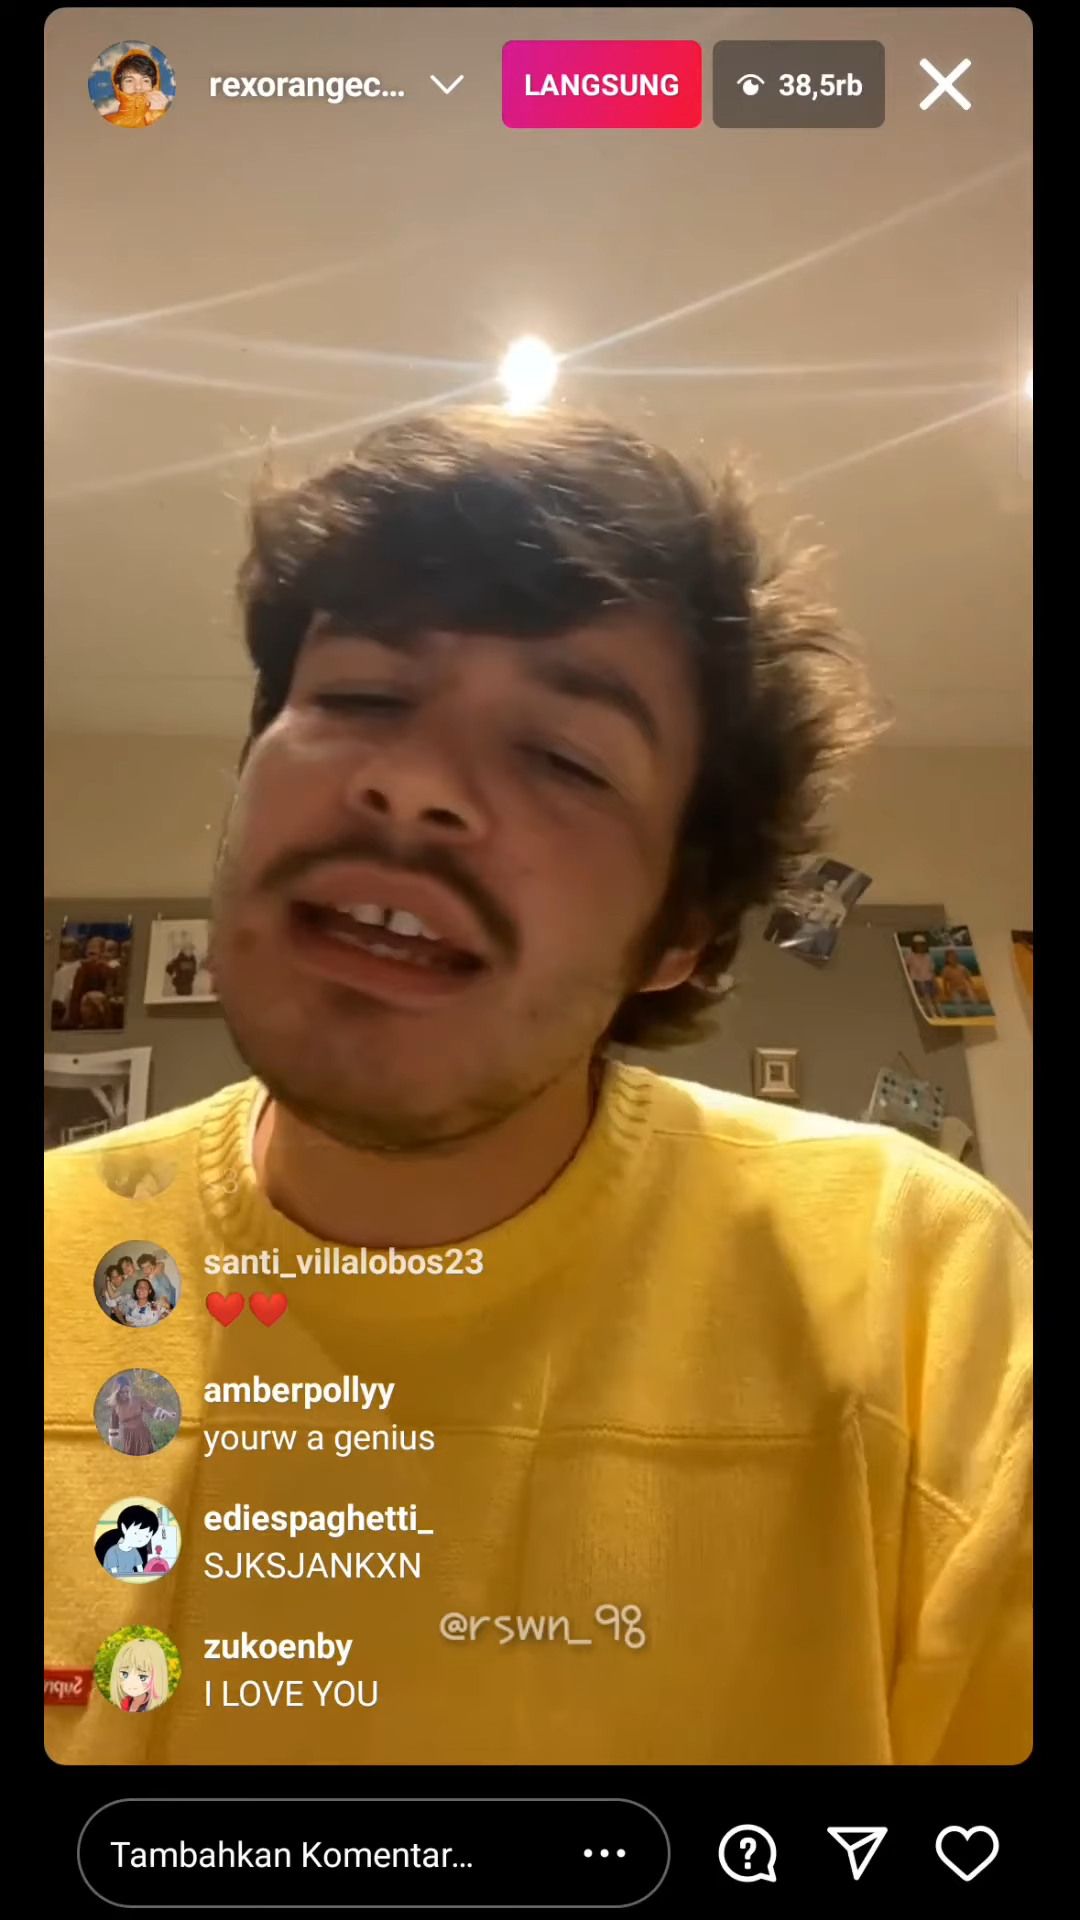 rexorangec...
LANGSUNG
38,5rb
santi_villalobos23
❤️❤️
amberpollyy
yourw a genius
ediespaghetti_
SJKSJANKXN
@rswn_98
zukoenby
I LOVE YOU
Tambahkan Komentar...